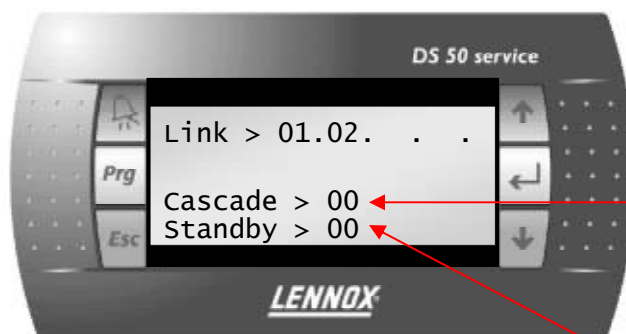 DS 50 service
Link > 01.02. . .
Prg
Cascade > 00
Standby > 00
Esc
LENNOX